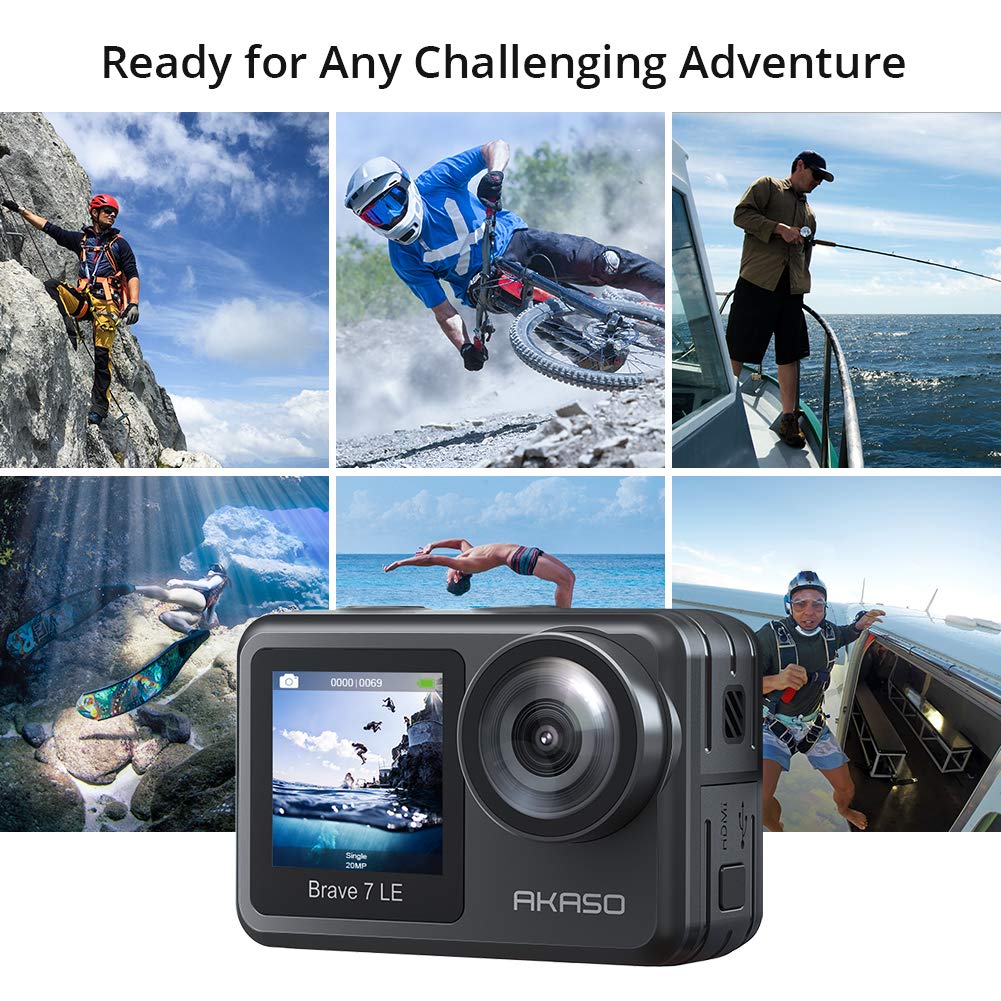 Ready for Any Challenging Adventure
0000 | 0069
Single
20MP
Brave 7 LE
AKASO
HDMI